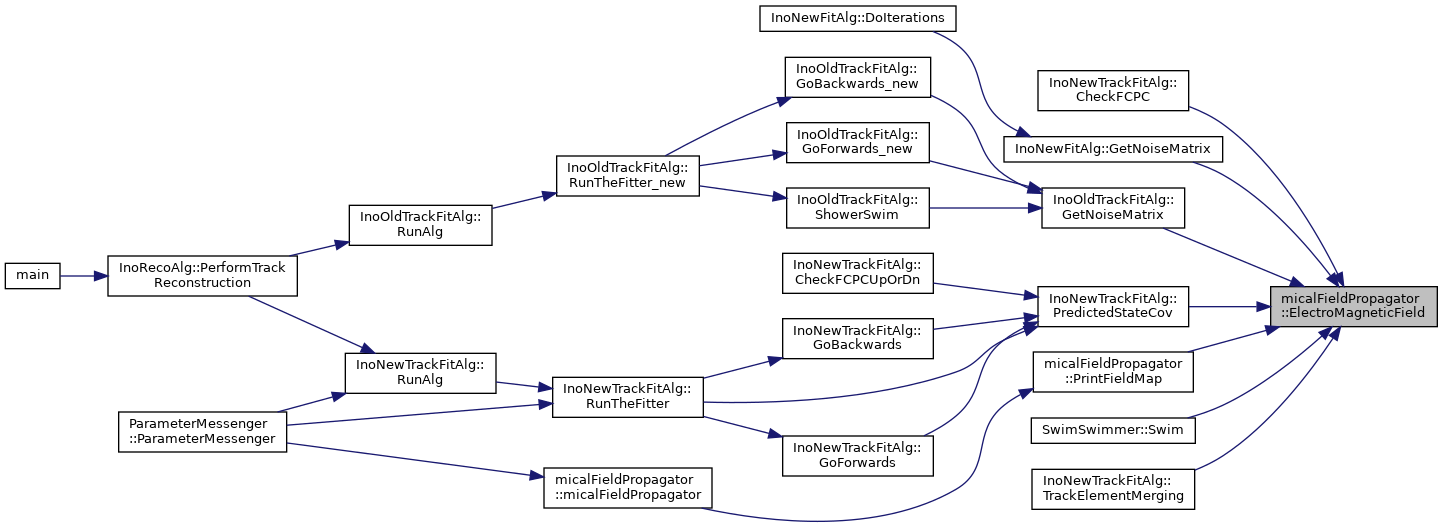 InoNewFitAlg::DoIterations
InoOldTrackFitAlg::
GoBackwards_new
InoNewTrackFitAlg::
CheckFCPC
InoOldTrackFitAlg::
GoForwards_new
InoNewFitAlg::GetNoiseMatrix
InoOldTrackFitAlg::
RunTheFitter_new
InoOldTrackFitAlg::
ShowerSwim
InoOldTrackFitAlg::
GetNoiseMatrix
InoOldTrackFitAlg::
RunAlg
main
InoRecoAlg::PerformTrack
Reconstruction
InoNewTrackFitAlg::
CheckFCPCUpOrDn
InoNewTrackFitAlg::
PredictedStateCov
micalFieldPropagator
::ElectroMagneticField
InoNewTrackFitAlg::
GoBackwards
micalFieldPropagator
::PrintFieldMap
InoNewTrackFitAlg::
RunAlg
InoNewTrackFitAlg::
RunTheFitter
ParameterMessenger
::ParameterMessenger
SwimSwimmer::Swim
InoNewTrackFitAlg::
GoForwards
micalFieldPropagator
::micalFieldPropagator
InoNewTrackFitAlg::
TrackElementMerging